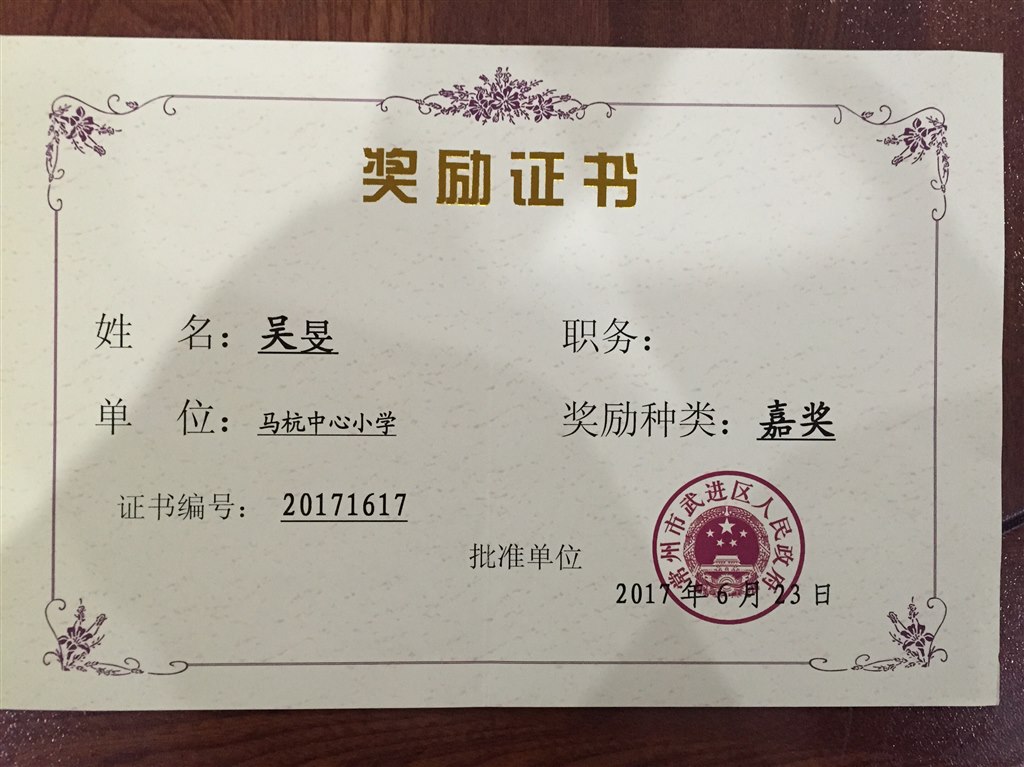 奖励证书
姓 名：吴旻 职务：
单 位：马杭中心小学 奖励种类：嘉奖
证书编号：20171617
常州市武进区人民政府
批准单位
2017年6月23日